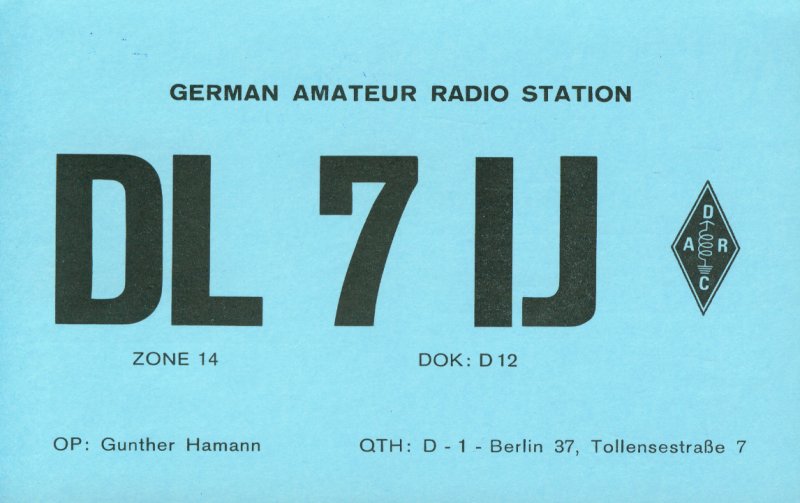 GERMAN AMATEUR RADIO STATION
DL 7 IJ
D
A R
C
ZONE 14 DOK: D 12
OP: Gunther Hamann QTH: D - 1 - Berlin 37, Tollensestraße 7